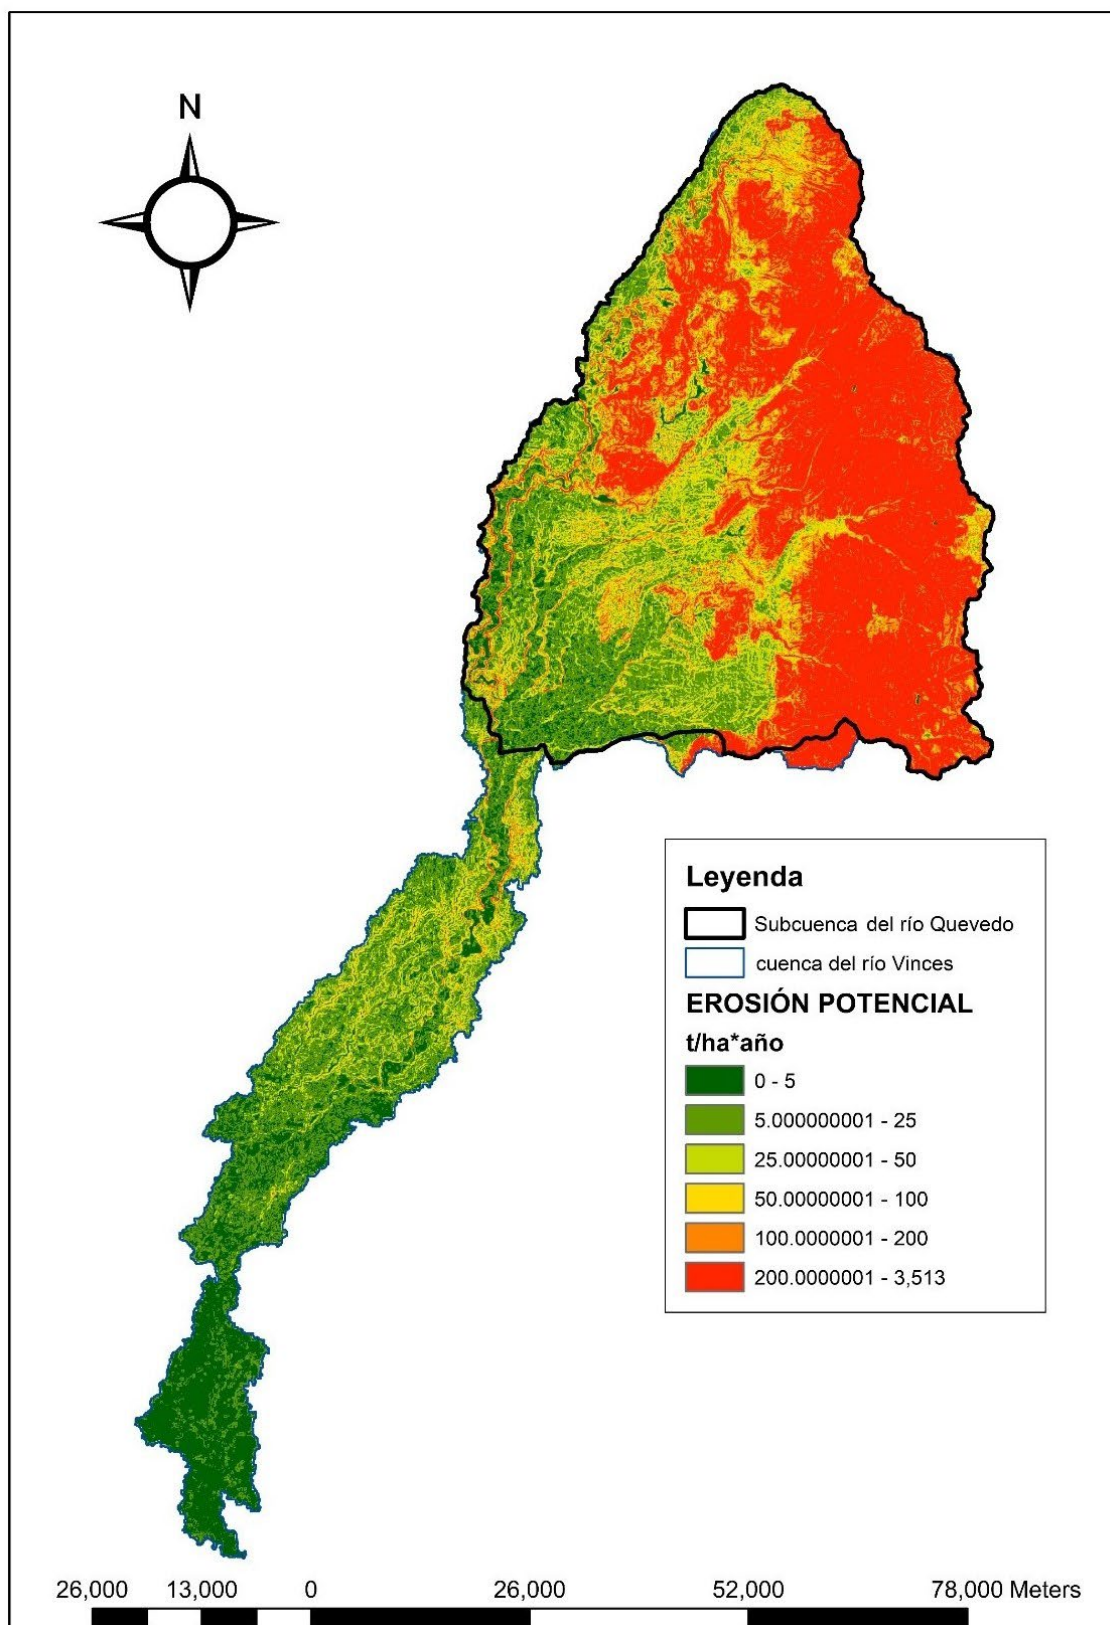 N
Leyenda
Subcuenca del río Quevedo
cuenca del río Vinces
EROSIÓN POTENCIAL
t/ha*año
0 - 5
5.000000001 - 25
25.00000001 - 50
50.00000001 - 100
100.0000001 - 200
200.0000001 - 3,513
26,000 13,000 0 26,000 52,000 78,000 Meters